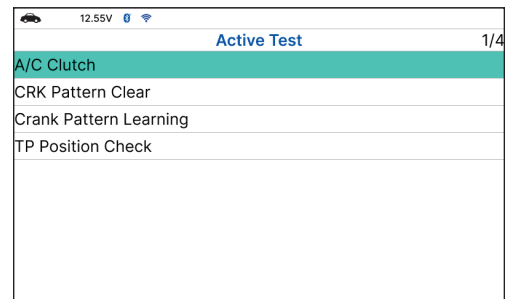 12.55V
Active Test 1/4
A/C Clutch
CRK Pattern Clear
Crank Pattern Learning
TP Position Check